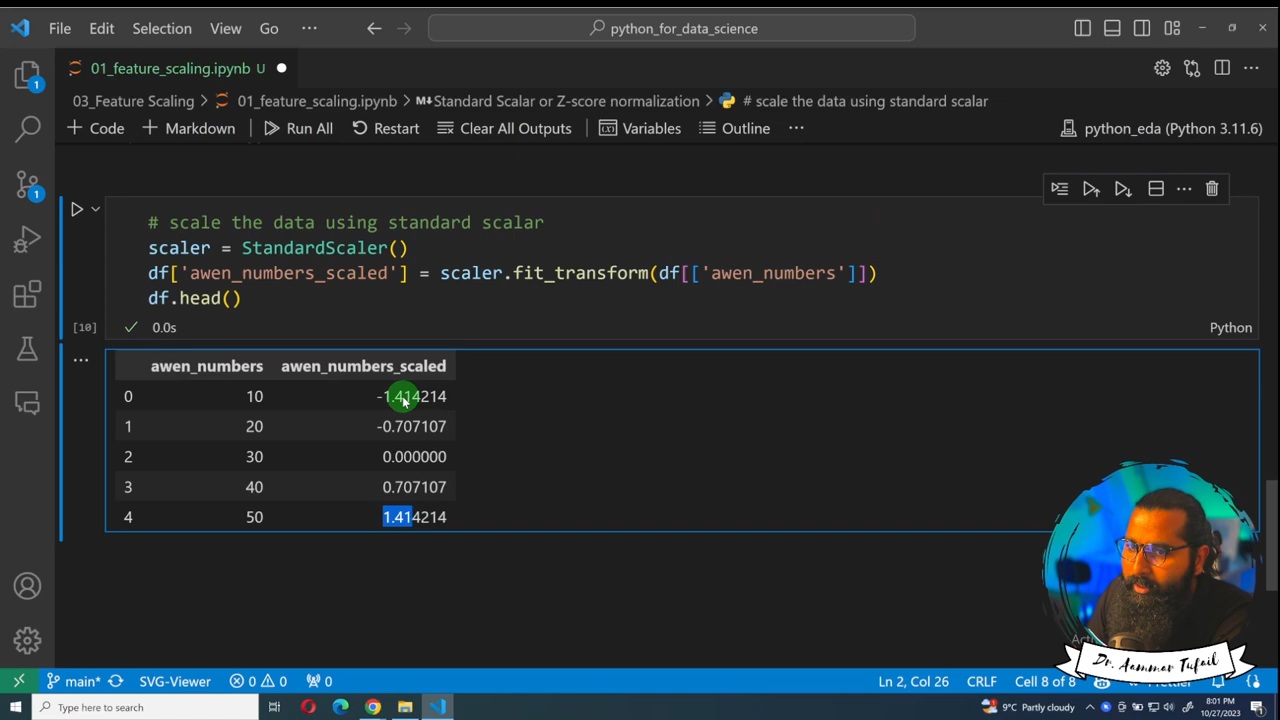 File Edit Selection View Go ··· python_for_data_science
01_feature_scaling.ipynb U
03_Feature Scaling > 01_feature_scaling.ipynb > M↓Standard Scalar or Z-score normalization > # scale the data using standard scalar
+ Code + Markdown Run All Restart Clear All Outputs Variables Outline ··· python_eda (Python 3.11.6)
1
1
# scale the data using standard scalar
scaler = StandardScaler()
df['awen_numbers_scaled'] = scaler.fit_transform(df[['awen_numbers']])
df.head()
[10] 0.0s Python
awen_numbers awen_numbers_scaled
0 10 -1.414214
1 20 -0.707107
2 30 0.000000
3 40 0.707107
4 50 1.414214
Dr. Aammar Tufail
main* SVG-Viewer 0 0 0 Ln 2, Col 26 CRLF Cell 8 of 8
Type here to search 9°C Partly cloudy 8:01 PM
10/27/2023 1